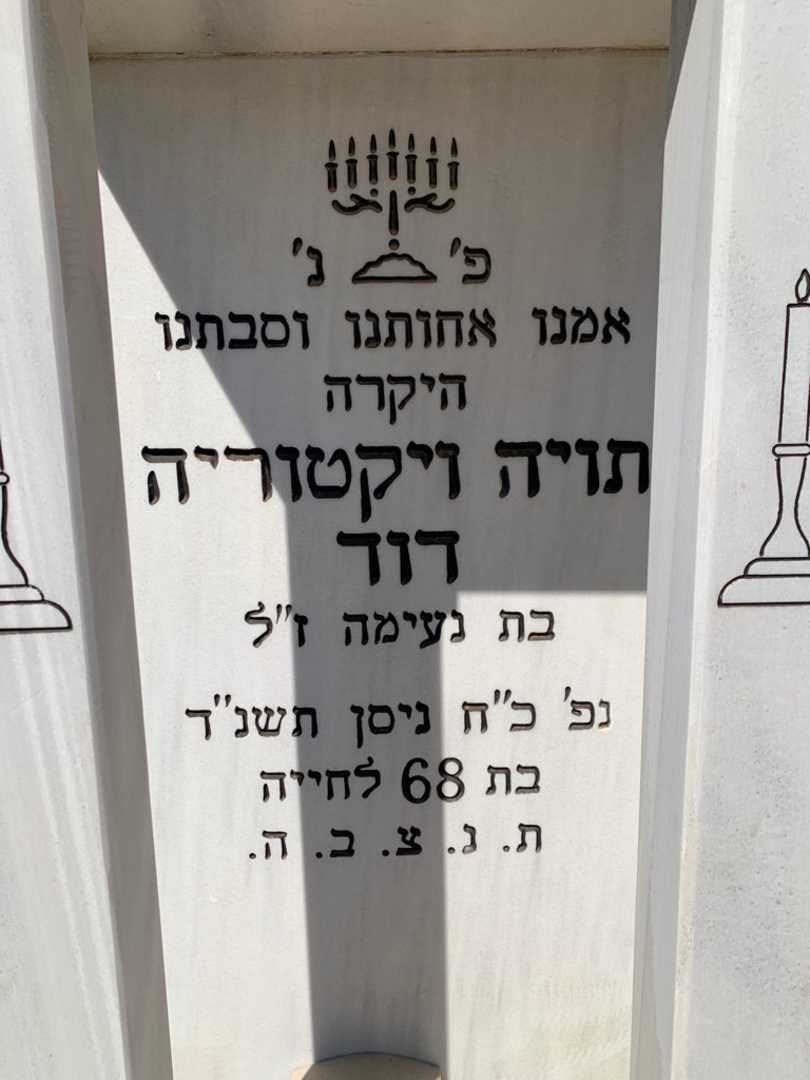 פ' נ'
אמנו אחותנו וסבתנו
היקרה
תויה ויקטוריה
דוד
בת נעימה ז"ל
נפ' כ"ח ניסן תשנ"ד
בת 68 לחייה
ת. נ. צ. ב. ה.